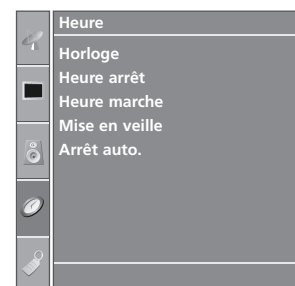 Heure
Horloge
Heure arrêt
Heure marche
Mise en veille
Arrêt auto.